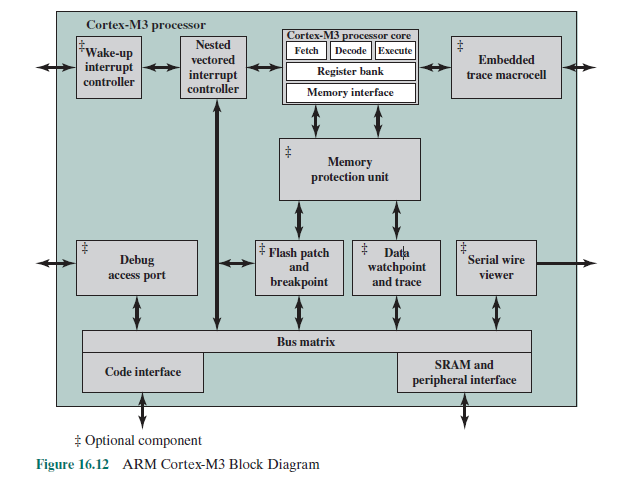 Cortex-M3 processor
‡
Wake-up
interrupt
controller
Nested
vectored
interrupt
controller
Cortex-M3 processor core
Fetch
Decode
Execute
Register bank
Memory interface
‡
Embedded
trace macrocell
‡
Memory
protection unit
‡
Debug
access port
‡
Flash patch
and
breakpoint
‡
Data
watchpoint
and trace
‡
Serial wire
viewer
Bus matrix
Code interface
SRAM and
peripheral interface
‡ Optional component
Figure 16.12 ARM Cortex-M3 Block Diagram